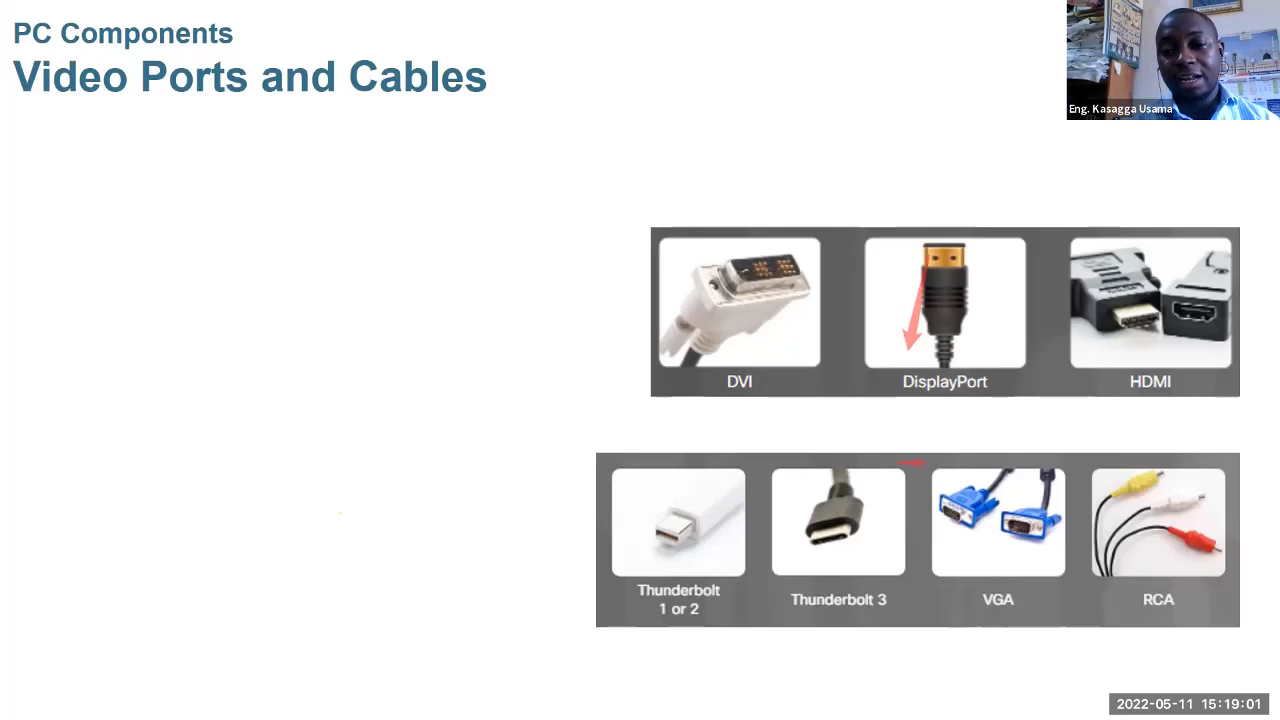 PC Components
Video Ports and Cables
Eng. Kasagga Usama
DVI
DisplayPort
HDMI
Thunderbolt
1 or 2
Thunderbolt 3
VGA
RCA
2022-05-11 15:19:01